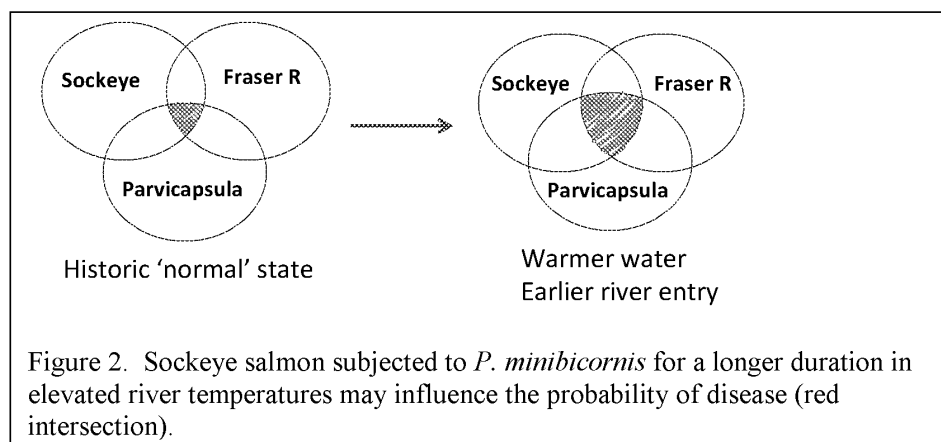 Sockeye
Fraser R
Parvicapsula
Historic 'normal' state
Sockeye
Fraser R
Parvicapsula
Warmer water
Earlier river entry
Figure 2. Sockeye salmon subjected to P. minibicornis for a longer duration in
elevated river temperatures may influence the probability of disease (red
intersection).